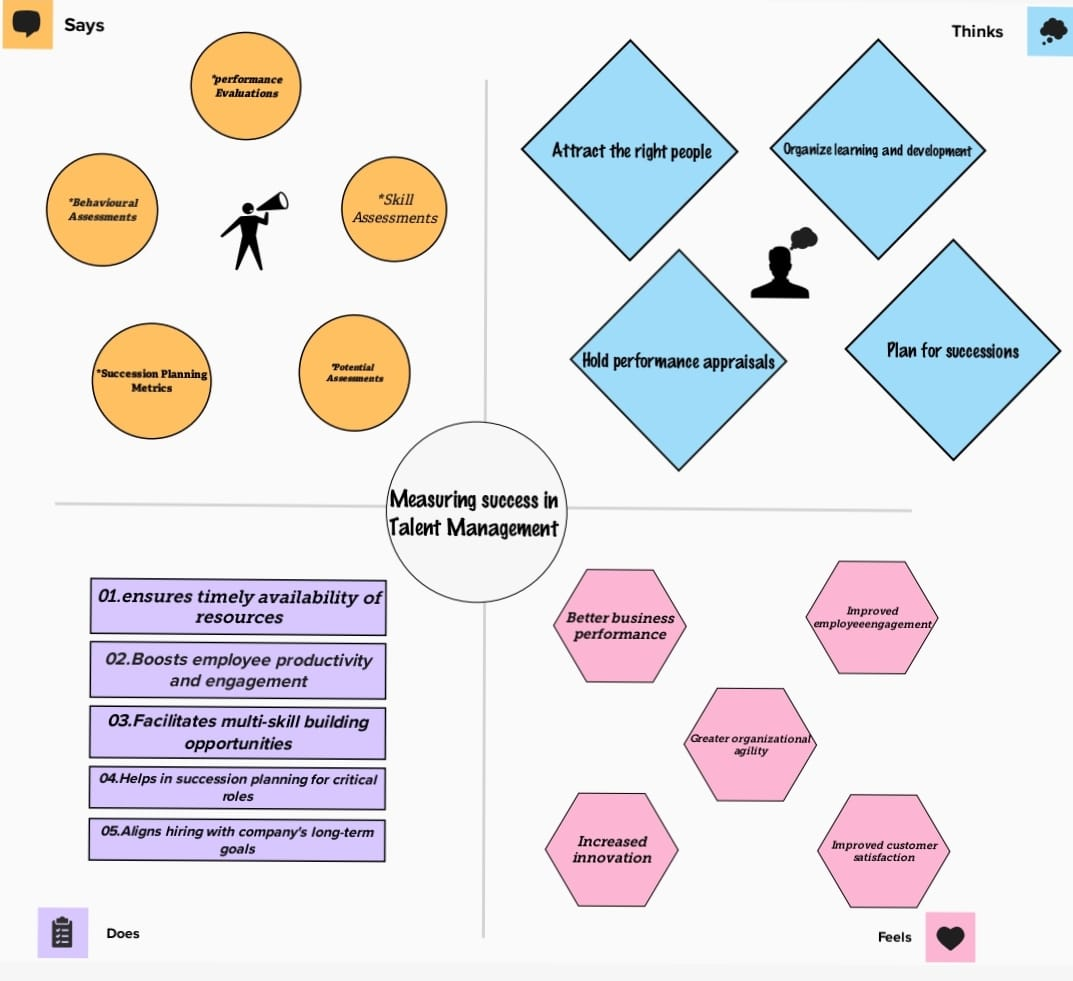 Says
*performance
Evaluations
*Behavioural
Assessments
*Skill
Assessments
*Succession Planning
Metrics
*Potential
Assessments
Thinks
Attract the right people
Organize learning and development
Hold performance appraisals
Plan for successions
Measuring success in
Talent Management
01.ensures timely availability of
resources
02.Boosts employee productivity
and engagement
03.Facilitates multi-skill building
opportunities
04.Helps in succession planning for critical
roles
05.Aligns hiring with company's long-term
goals
Does
Better business
performance
Improved
employeeengagement
Greater organizational
agility
Increased
innovation
Improved customer
satisfaction
Feels